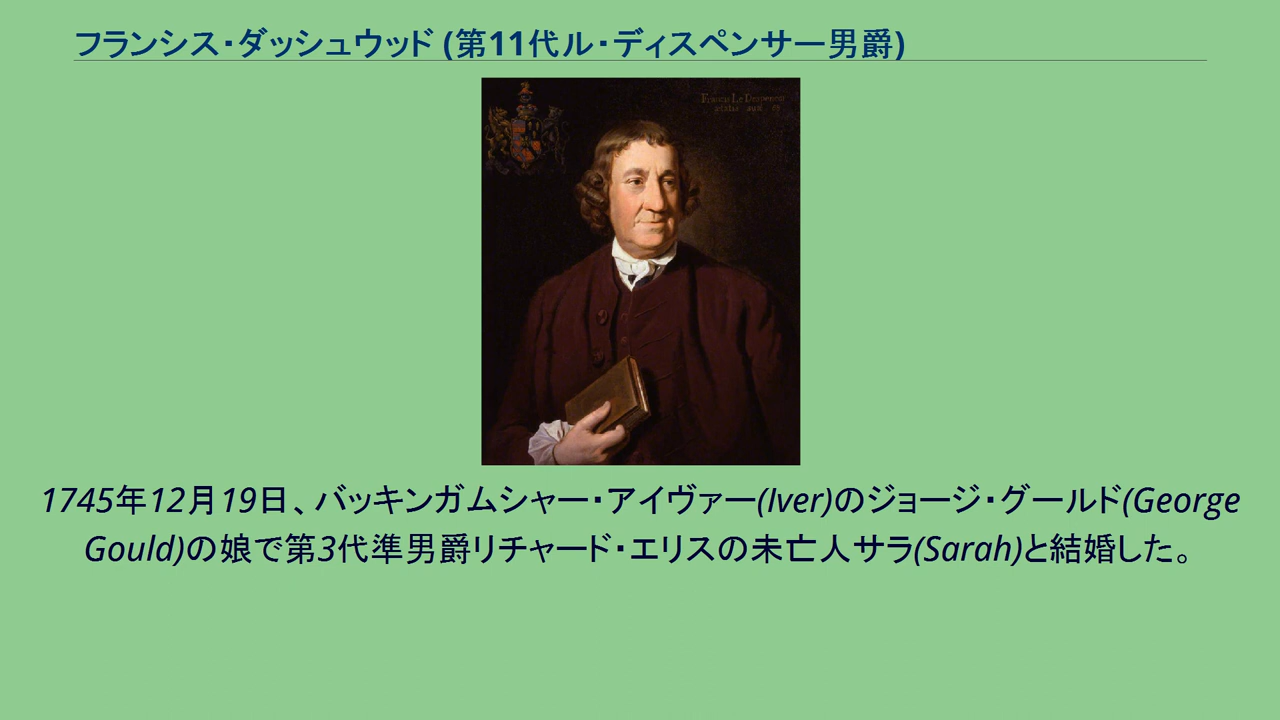 フランシス・ダッシュウッド (第11代ル・ディスペンサー男爵)
Francis Le Despencer
1745年12月19日、バッキンガムシャー・アイヴァー(Iver)のジョージ・グールド(George
Gould)の娘で第3代準男爵リチャード・エリスの未亡人サラ(Sarah)と結婚した。